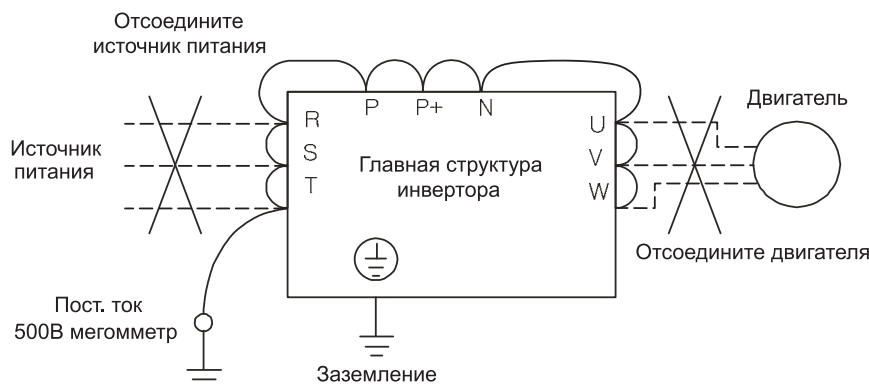 Отсоедините
источник питания
Источник
питания
R
S
T
P
P+
N
U
V
W
Главная структура
инвертора
Двигатель
Отсоедините двигателя
Пост. ток
500В мегомметр
Заземление